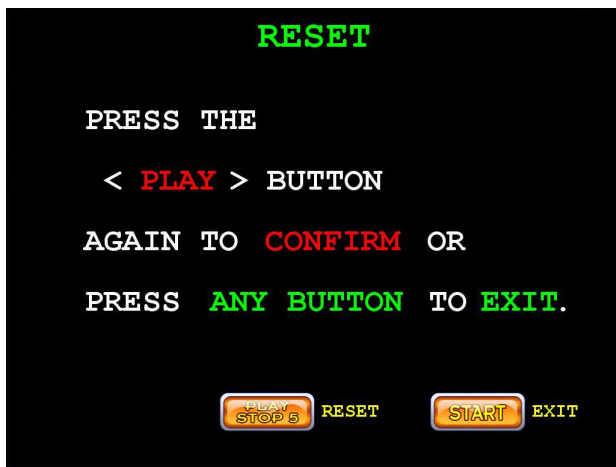 RESET
PRESS THE
< PLAY > BUTTON
AGAIN TO CONFIRM OR
PRESS ANY BUTTON TO EXIT.
PLAY
STOP 5
RESET
START
EXIT